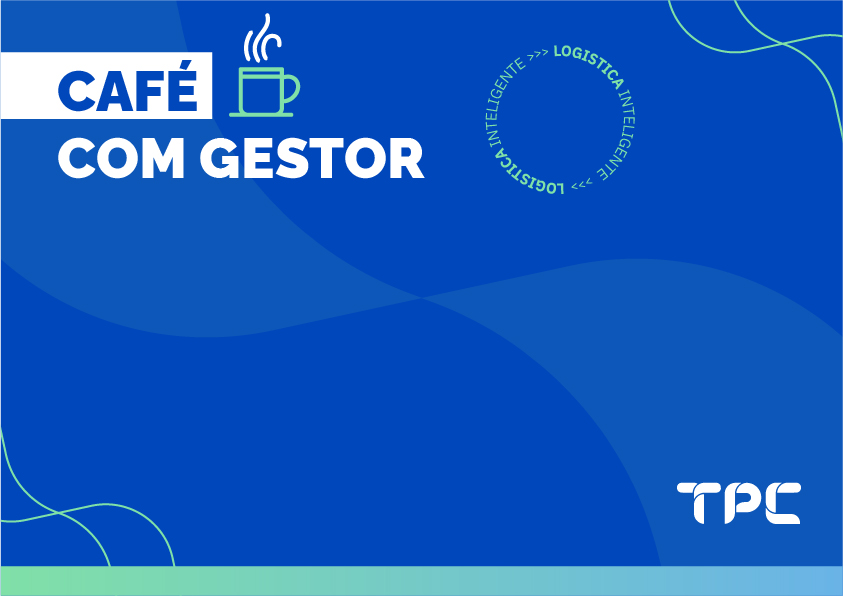 CAFÉ
COM GESTOR
LOGISTICA INTELIGENTE >>> LOGISTICA INTELIGENTE >>>
TPC